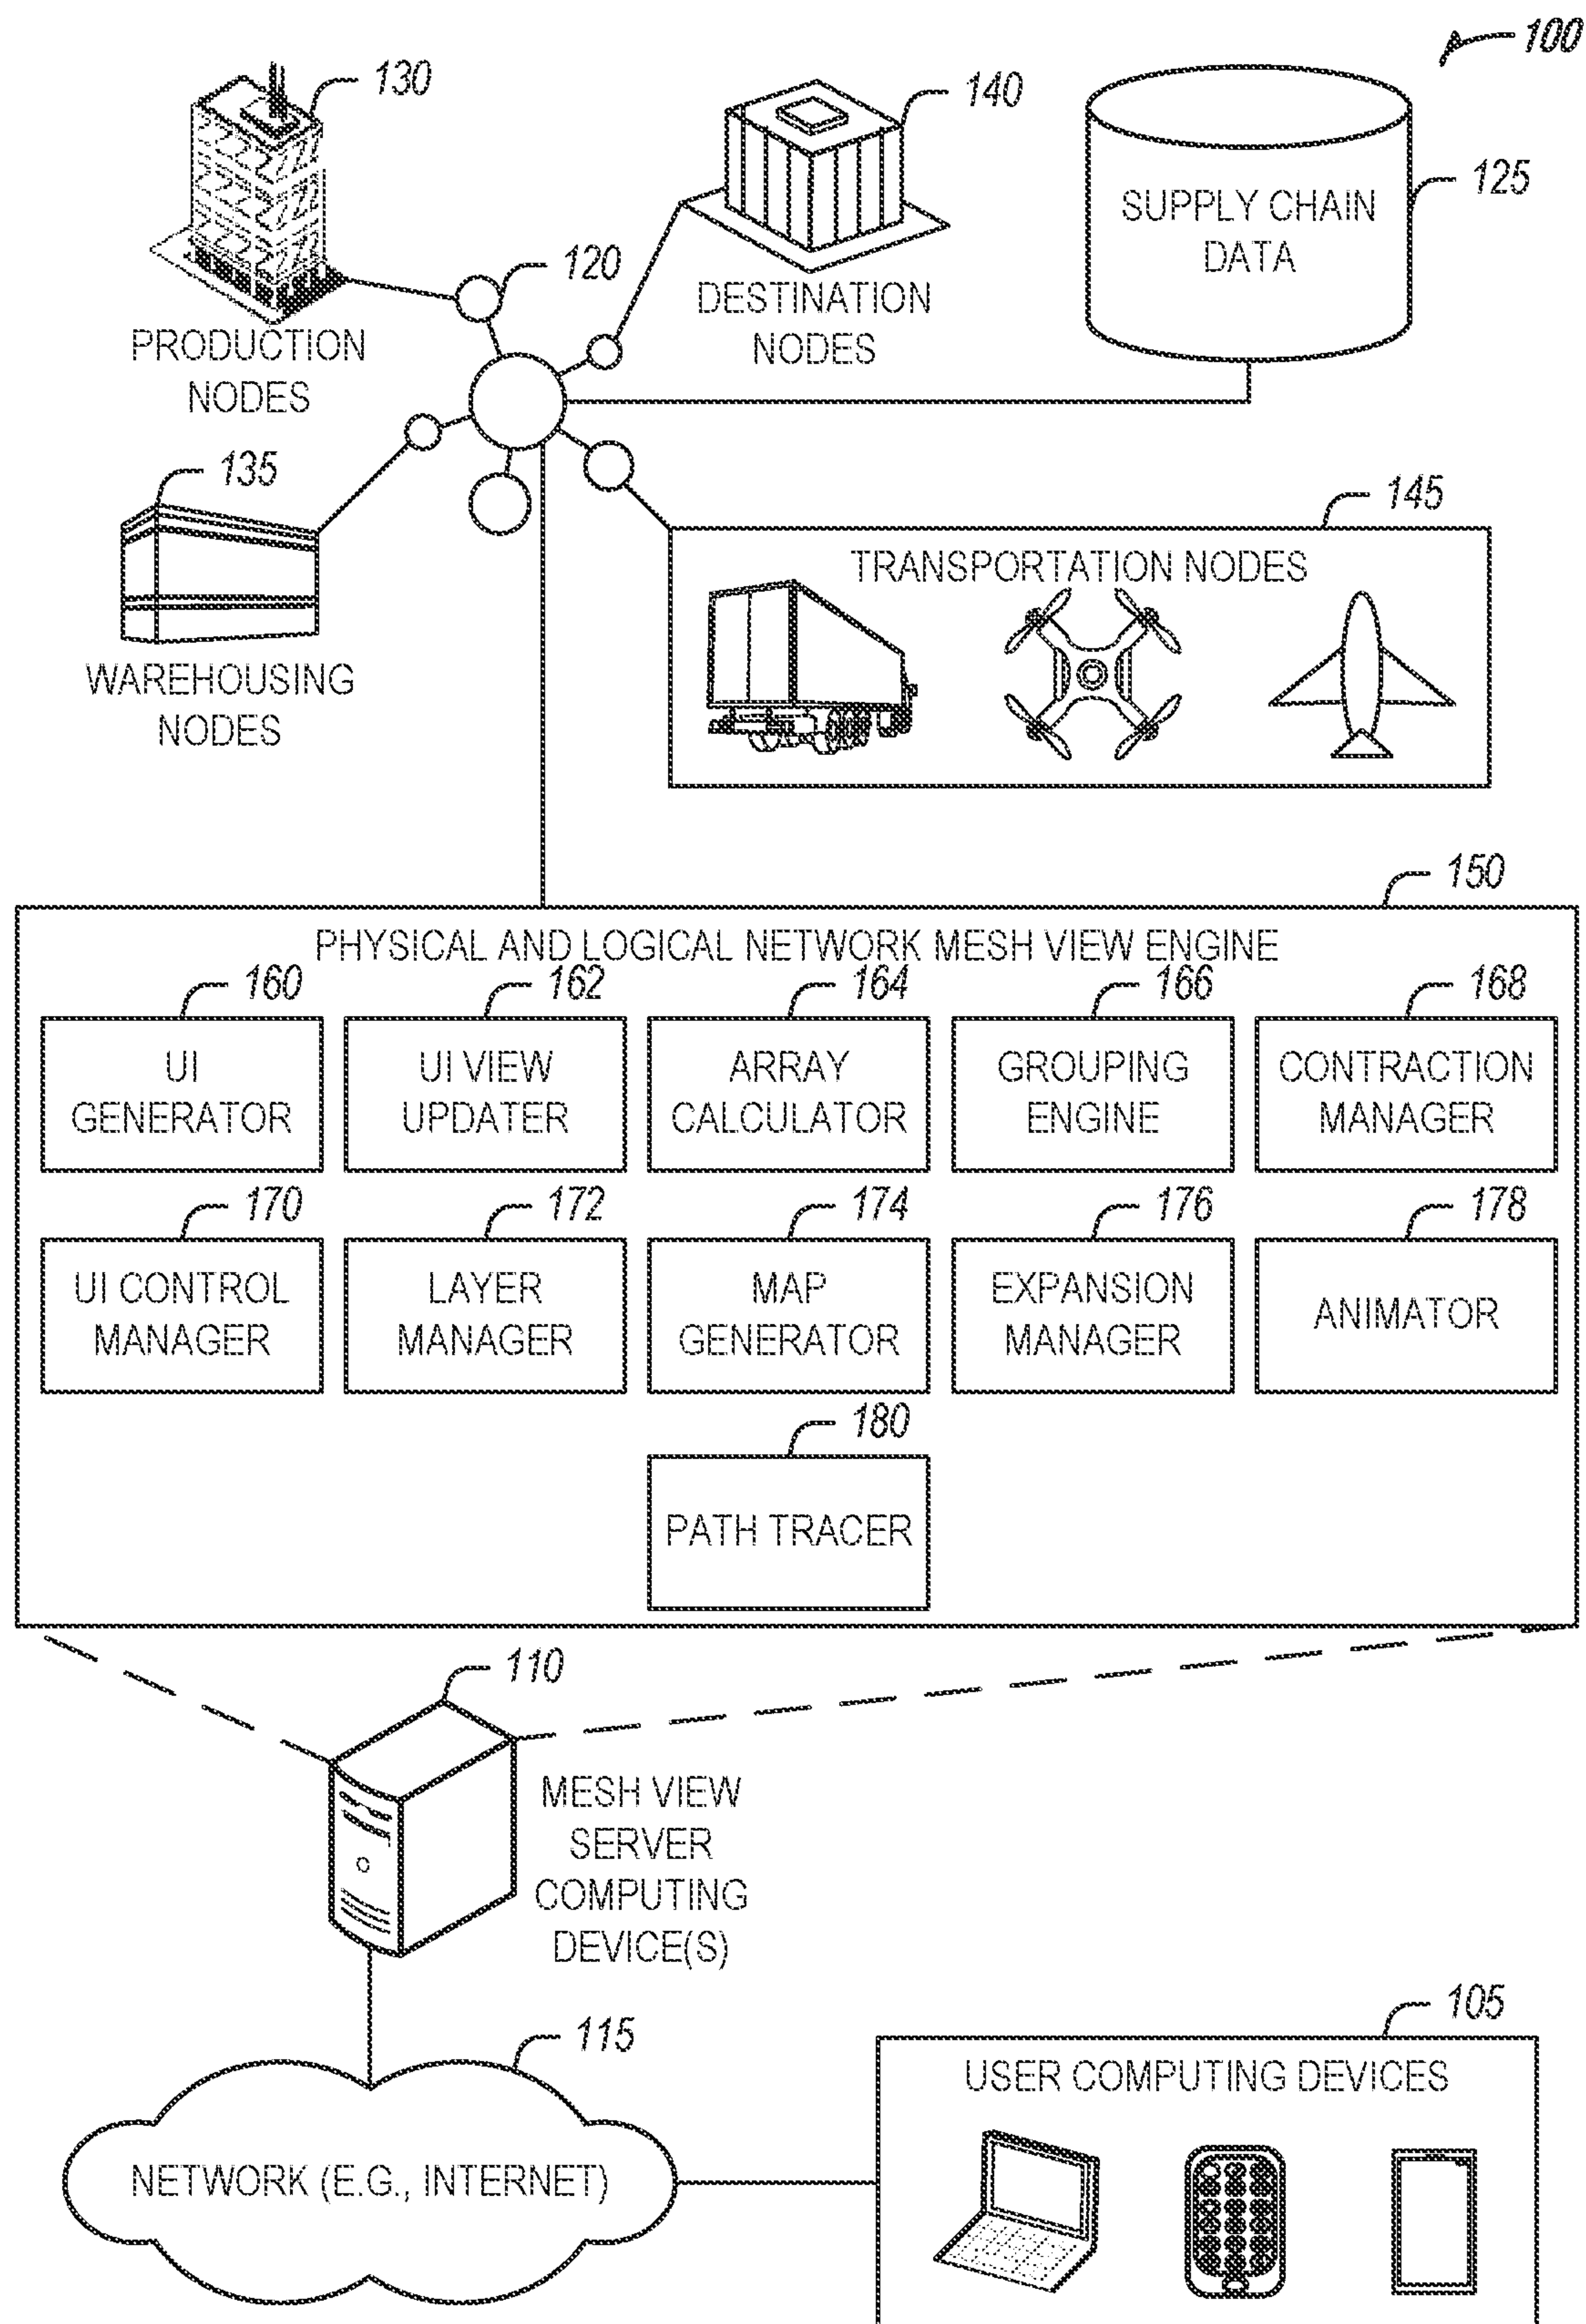 100
130
140
125
SUPPLY CHAIN
DATA
120
DESTINATION
NODES
PRODUCTION
NODES
135
145
TRANSPORTATION NODES
WAREHOUSING
NODES
150
PHYSICAL AND LOGICAL NETWORK MESH VIEW ENGINE
160
162
164
166
168
UI
GENERATOR
UI VIEW
UPDATER
ARRAY
CALCULATOR
GROUPING
ENGINE
CONTRACTION
MANAGER
170
172
174
176
178
UI CONTROL
MANAGER
LAYER
MANAGER
MAP
GENERATOR
EXPANSION
MANAGER
ANIMATOR
180
PATH TRACER
110
MESH VIEW
SERVER
COMPUTING
DEVICE(S)
115
NETWORK (E.G., INTERNET)
105
USER COMPUTING DEVICES